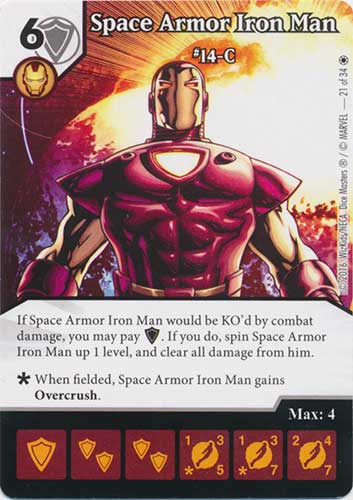 6
Space Armor Iron Man
#14-C
21 of 34
©2016 WizKids/NECA. Dice Masters ® / © MARVEL
If Space Armor Iron Man would be KO'd by combat
damage, you may pay . If you do, spin Space Armor
Iron Man up 1 level, and clear all damage from him.
* When fielded, Space Armor Iron Man gains
Overcrush.
Max: 4
1 3 * 5
1 3 * 7
2 4 7